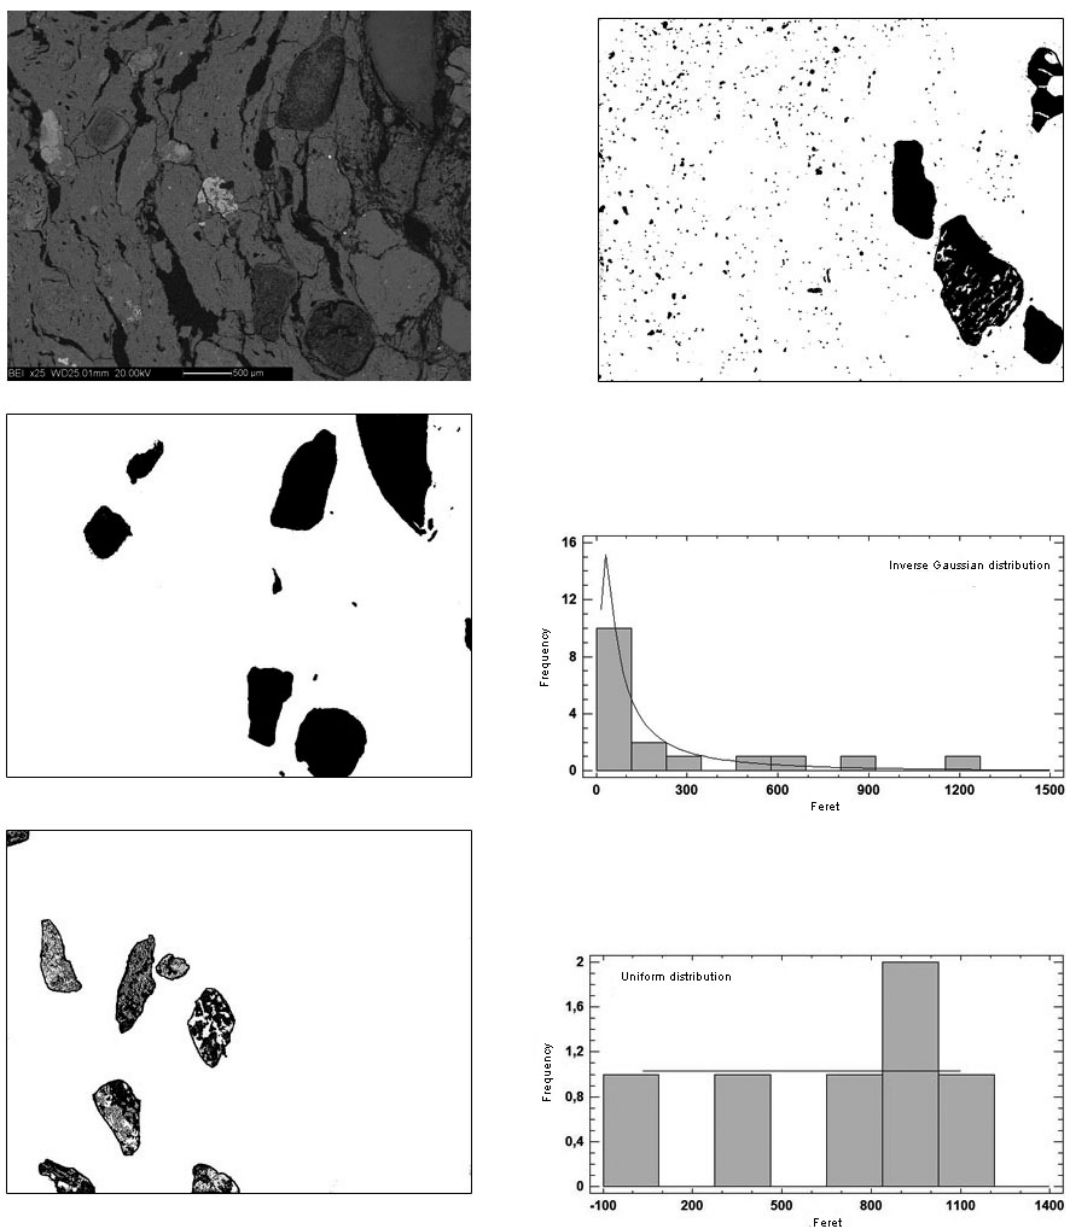 BEI x25 WD25.01mm 20.00kV 500 µm
Inverse Gaussian distribution
16
12
8
4
0
Frequency
0 300 600 900 1200 1500
Feret
Uniform distribution
2
1,6
1,2
0,8
0,4
0
Frequency
-100 200 500 800 1100 1400
Feret